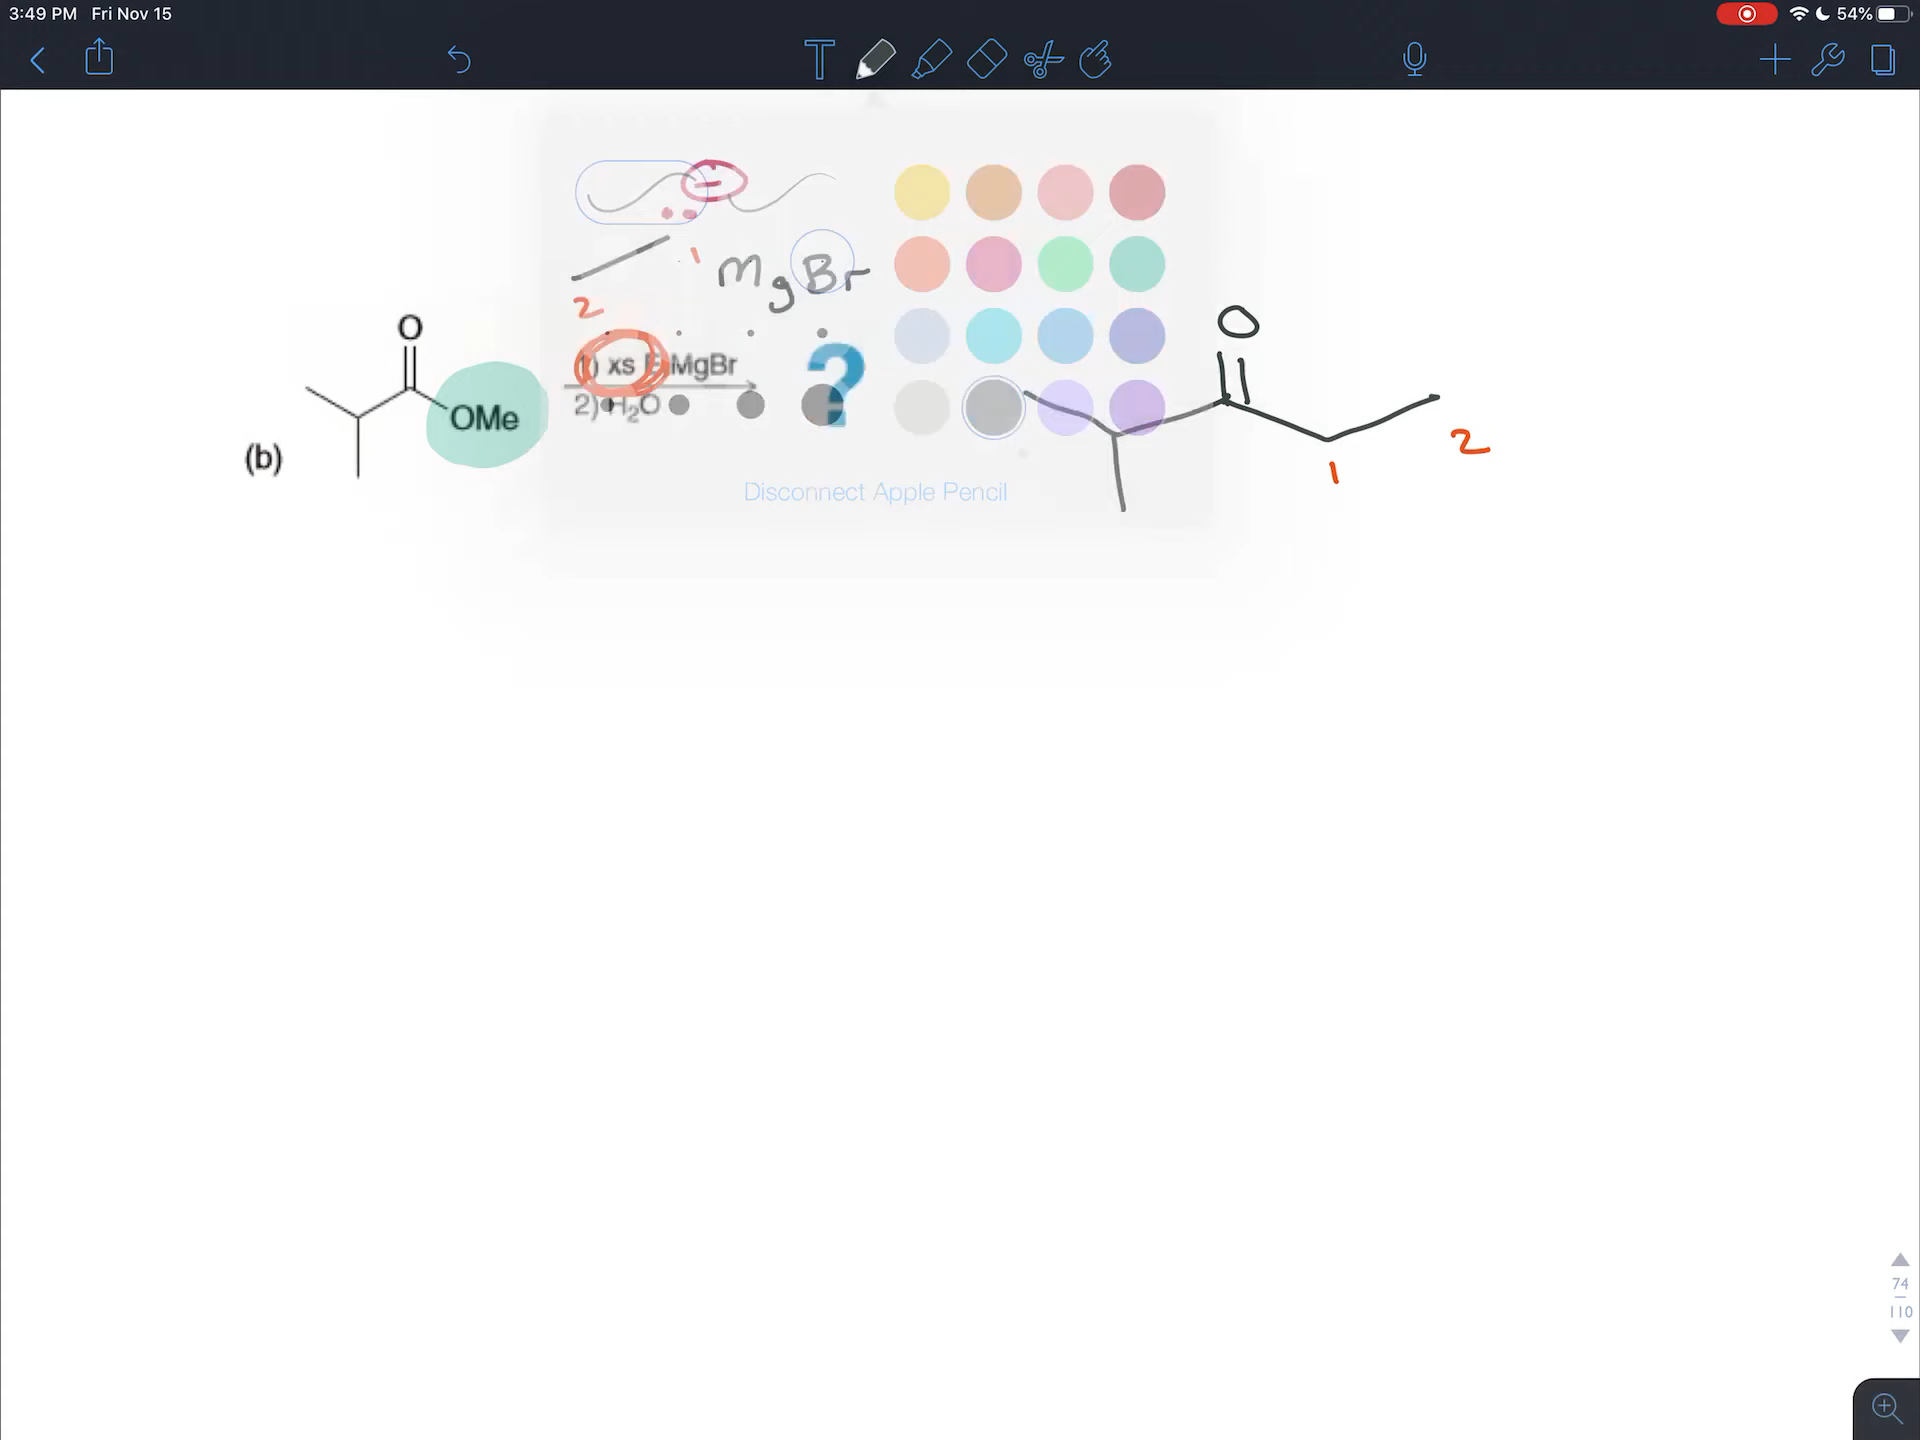 3:49 PM Fri Nov 15
54%
T
1
MgBr
2
O
1) xs EtMgBr
?
O
OMe
2) H₂O
2
1
(b)
Disconnect Apple Pencil
74
110